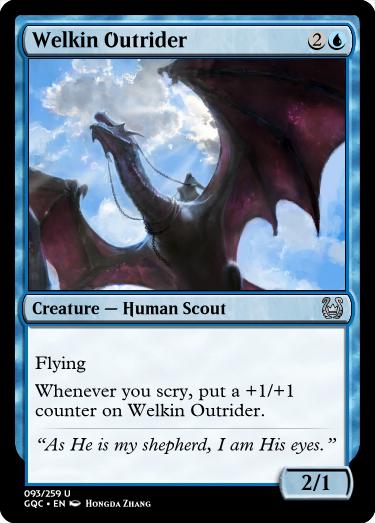 Welkin Outrider 2
Creature — Human Scout
Flying
Whenever you scry, put a +1/+1
counter on Welkin Outrider.
“As He is my shepherd, I am His eyes.”
2/1
093/259 U
GQC • EN Hongda Zhang